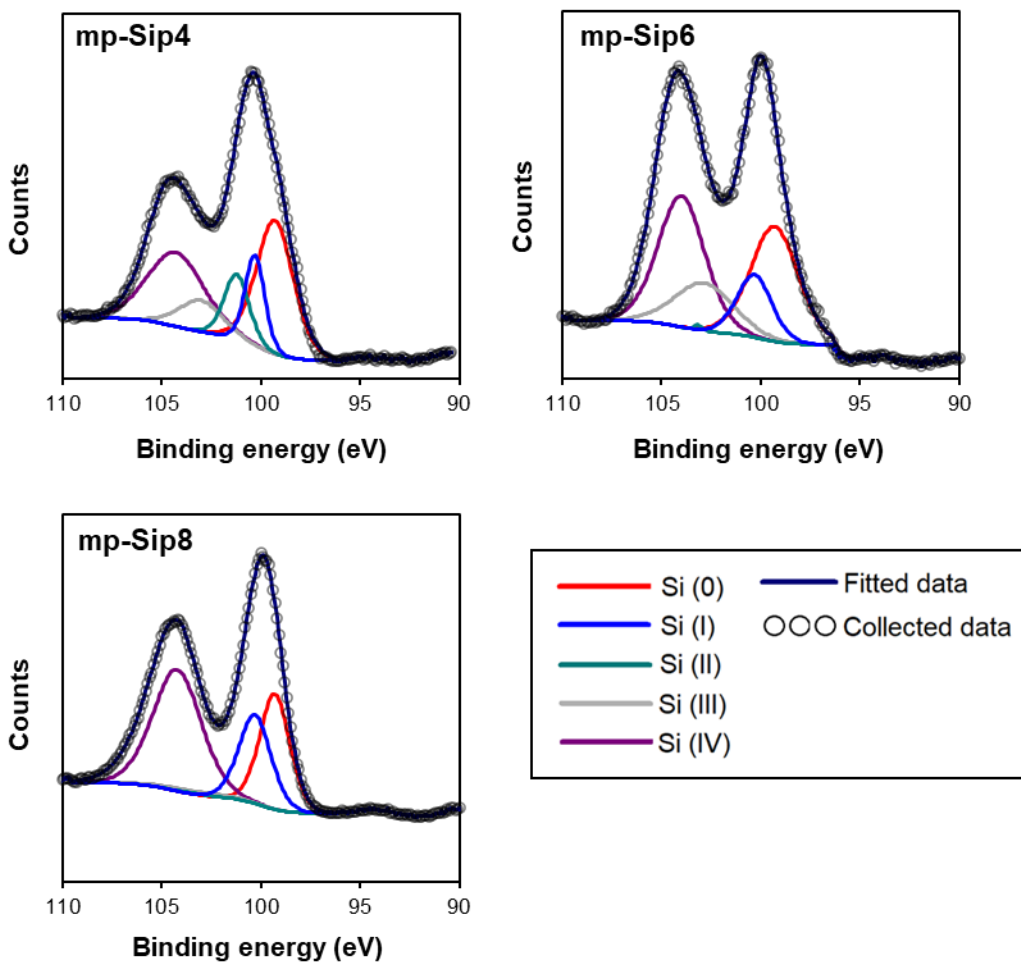 mp-Sip4
Counts
110 105 100 95 90
Binding energy (eV)
mp-Sip6
Counts
110 105 100 95 90
Binding energy (eV)
mp-Sip8
Counts
110 105 100 95 90
Binding energy (eV)
Si (0)
Si (I)
Si (II)
Si (III)
Si (IV)
Fitted data
Collected data